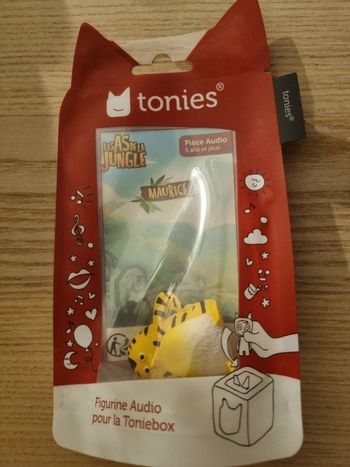 tonies®
tonies®
LES AS DE LA
JUNGLE
Pièce Audio
5 ans et plus
MAURICE
Figurine Audio
pour la Toniebox